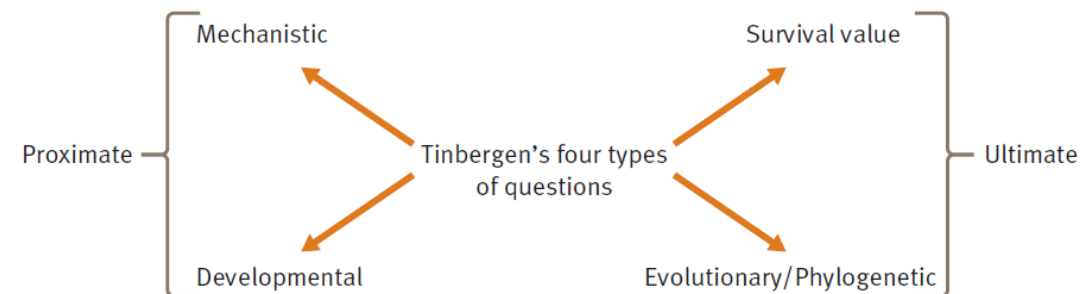 Mechanistic
Survival value
Proximate
Tinbergen’s four types
of questions
Ultimate
Developmental
Evolutionary/Phylogenetic